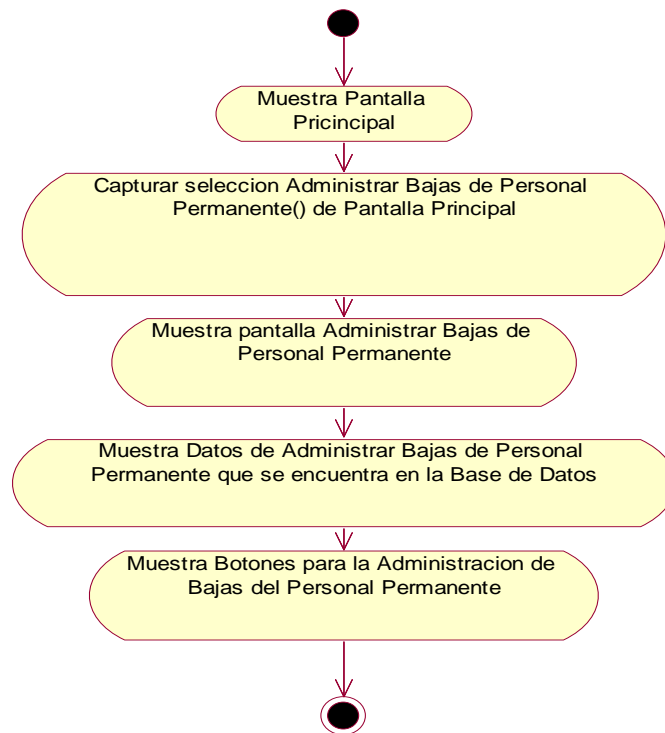 Muestra Pantalla
Pricincipal
Capturar seleccion Administrar Bajas de Personal
Permanente() de Pantalla Principal
Muestra pantalla Administrar Bajas de
Personal Permanente
Muestra Datos de Administrar Bajas de Personal
Permanente que se encuentra en la Base de Datos
Muestra Botones para la Administracion de
Bajas del Personal Permanente